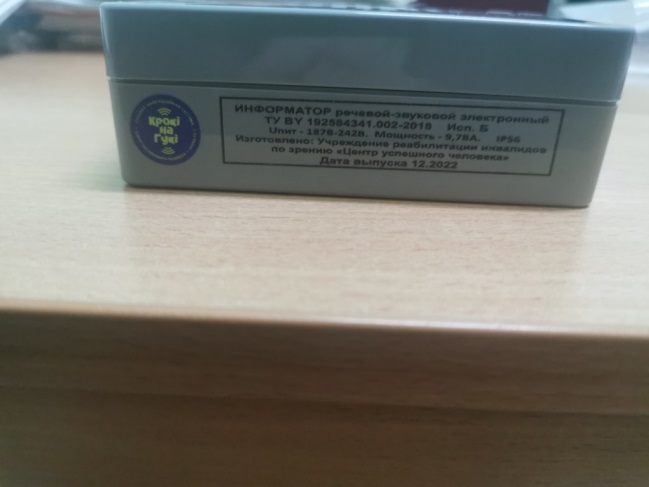 Крокі
на
Гукі
ИНФОРМАТОР речевой-звуковой электронный
ТУ BY 192884341.002-2018 Исп. Б
Uпит - 187В-242В. Мощность - 9,7ВА. IP56
Изготовлено: Учреждение реабилитации инвалидов
по зрению «Центр успешного человека»
Дата выпуска 12.2022